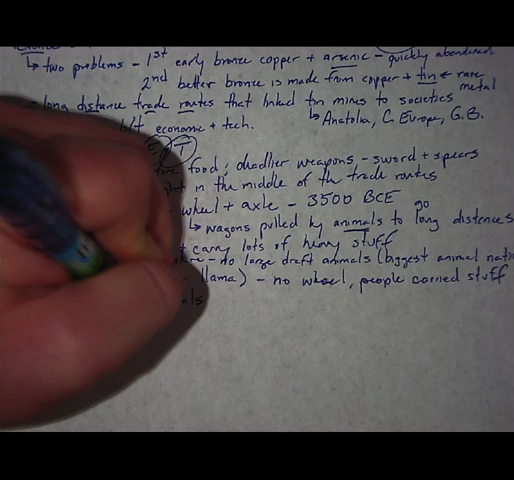 ↳ two problems - 1st early bronze copper + arsenic - quickly abandoned
2nd better bronze is made from copper + tin ← rare metal
- long distance trade routes that linked tin mines to societies
↳ Anatolia, C. Europe, G.B.
b/t economic + tech.
E T
food; deadlier weapons - sword + spears
in the middle of the trade routes
wheel + axle - 3500 BCE
↳ wagons pulled by animals to go long distances
carry lots of heavy stuff
- no large draft animals (biggest animal
llama) - no wheel, people carried stuff